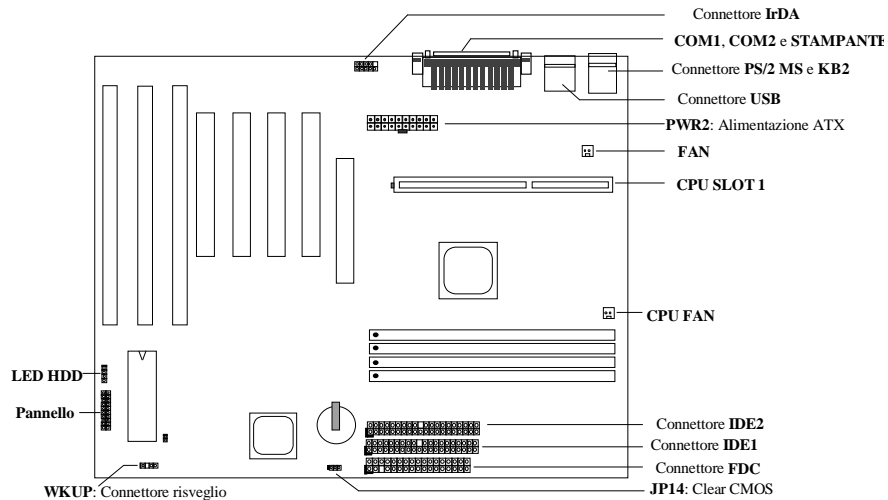 Connettore IrDA
COM1, COM2 e STAMPANTE
Connettore PS/2 MS e KB2
Connettore USB
PWR2: Alimentazione ATX
FAN
CPU SLOT 1
CPU FAN
LED HDD
Pannello
Connettore IDE2
Connettore IDE1
Connettore FDC
WKUP: Connettore risveglio
JP14: Clear CMOS